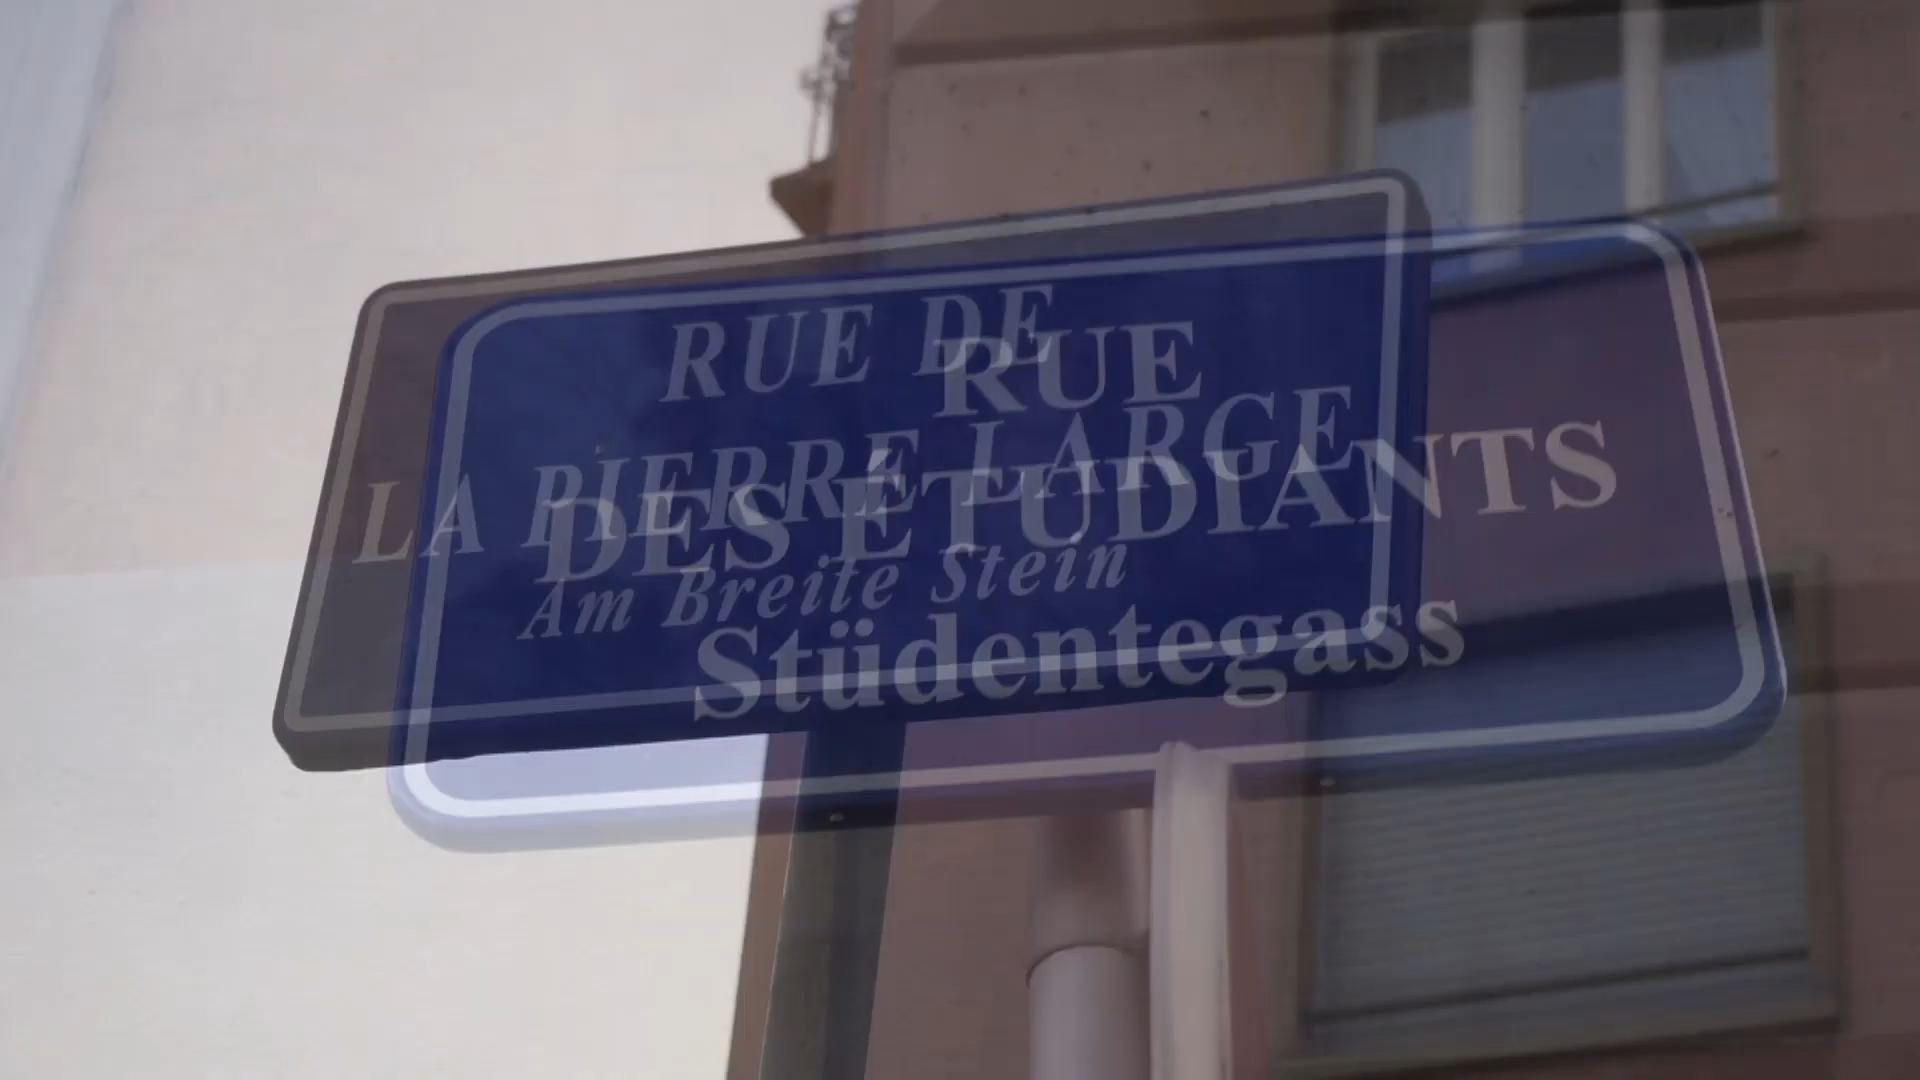 RUE DE
LA PIERRE LARGE
Am Breite Stein
RUE
DES ÉTUDIANTS
Stüdentegass